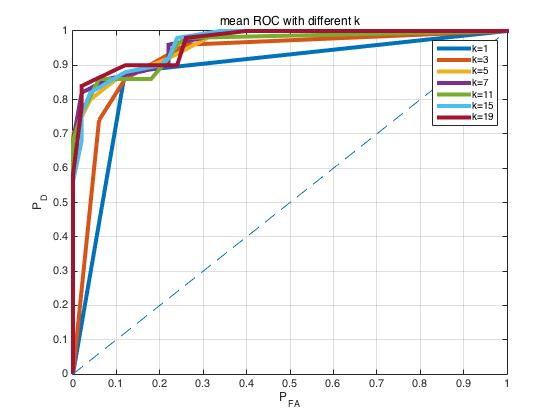 mean ROC with different k
1
0.9
0.8
0.7
0.6
0.5
0.4
0.3
0.2
0.1
0
P_D
k=1
k=3
k=5
k=7
k=11
k=15
k=19
0 0.1 0.2 0.3 0.4 0.5 0.6 0.7 0.8 0.9 1
P_FA